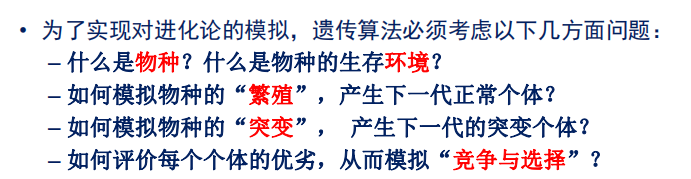 • 为了实现对进化论的模拟，遗传算法必须考虑以下几方面问题：
– 什么是物种？什么是物种的生存环境？
– 如何模拟物种的“繁殖”，产生下一代正常个体？
– 如何模拟物种的“突变”， 产生下一代的突变个体？
– 如何评价每个个体的优劣，从而模拟“竞争与选择”？